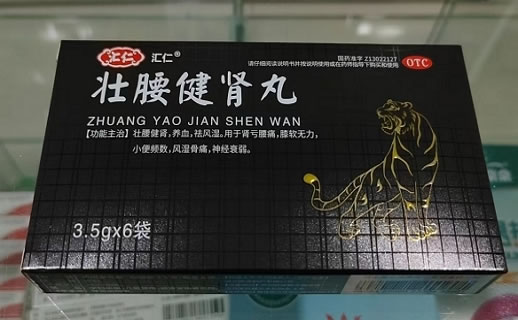 汇仁 汇仁®
国药准字 Z13022127
请仔细阅读说明书并按说明使用或在药师指导下购买和使用
OTC
壮腰健肾丸
ZHUANG YAO JIAN SHEN WAN
【功能主治】壮腰健肾,养血,祛风湿。用于肾亏腰痛,膝软无力,
小便频数,风湿骨痛,神经衰弱。
3.5g×6袋